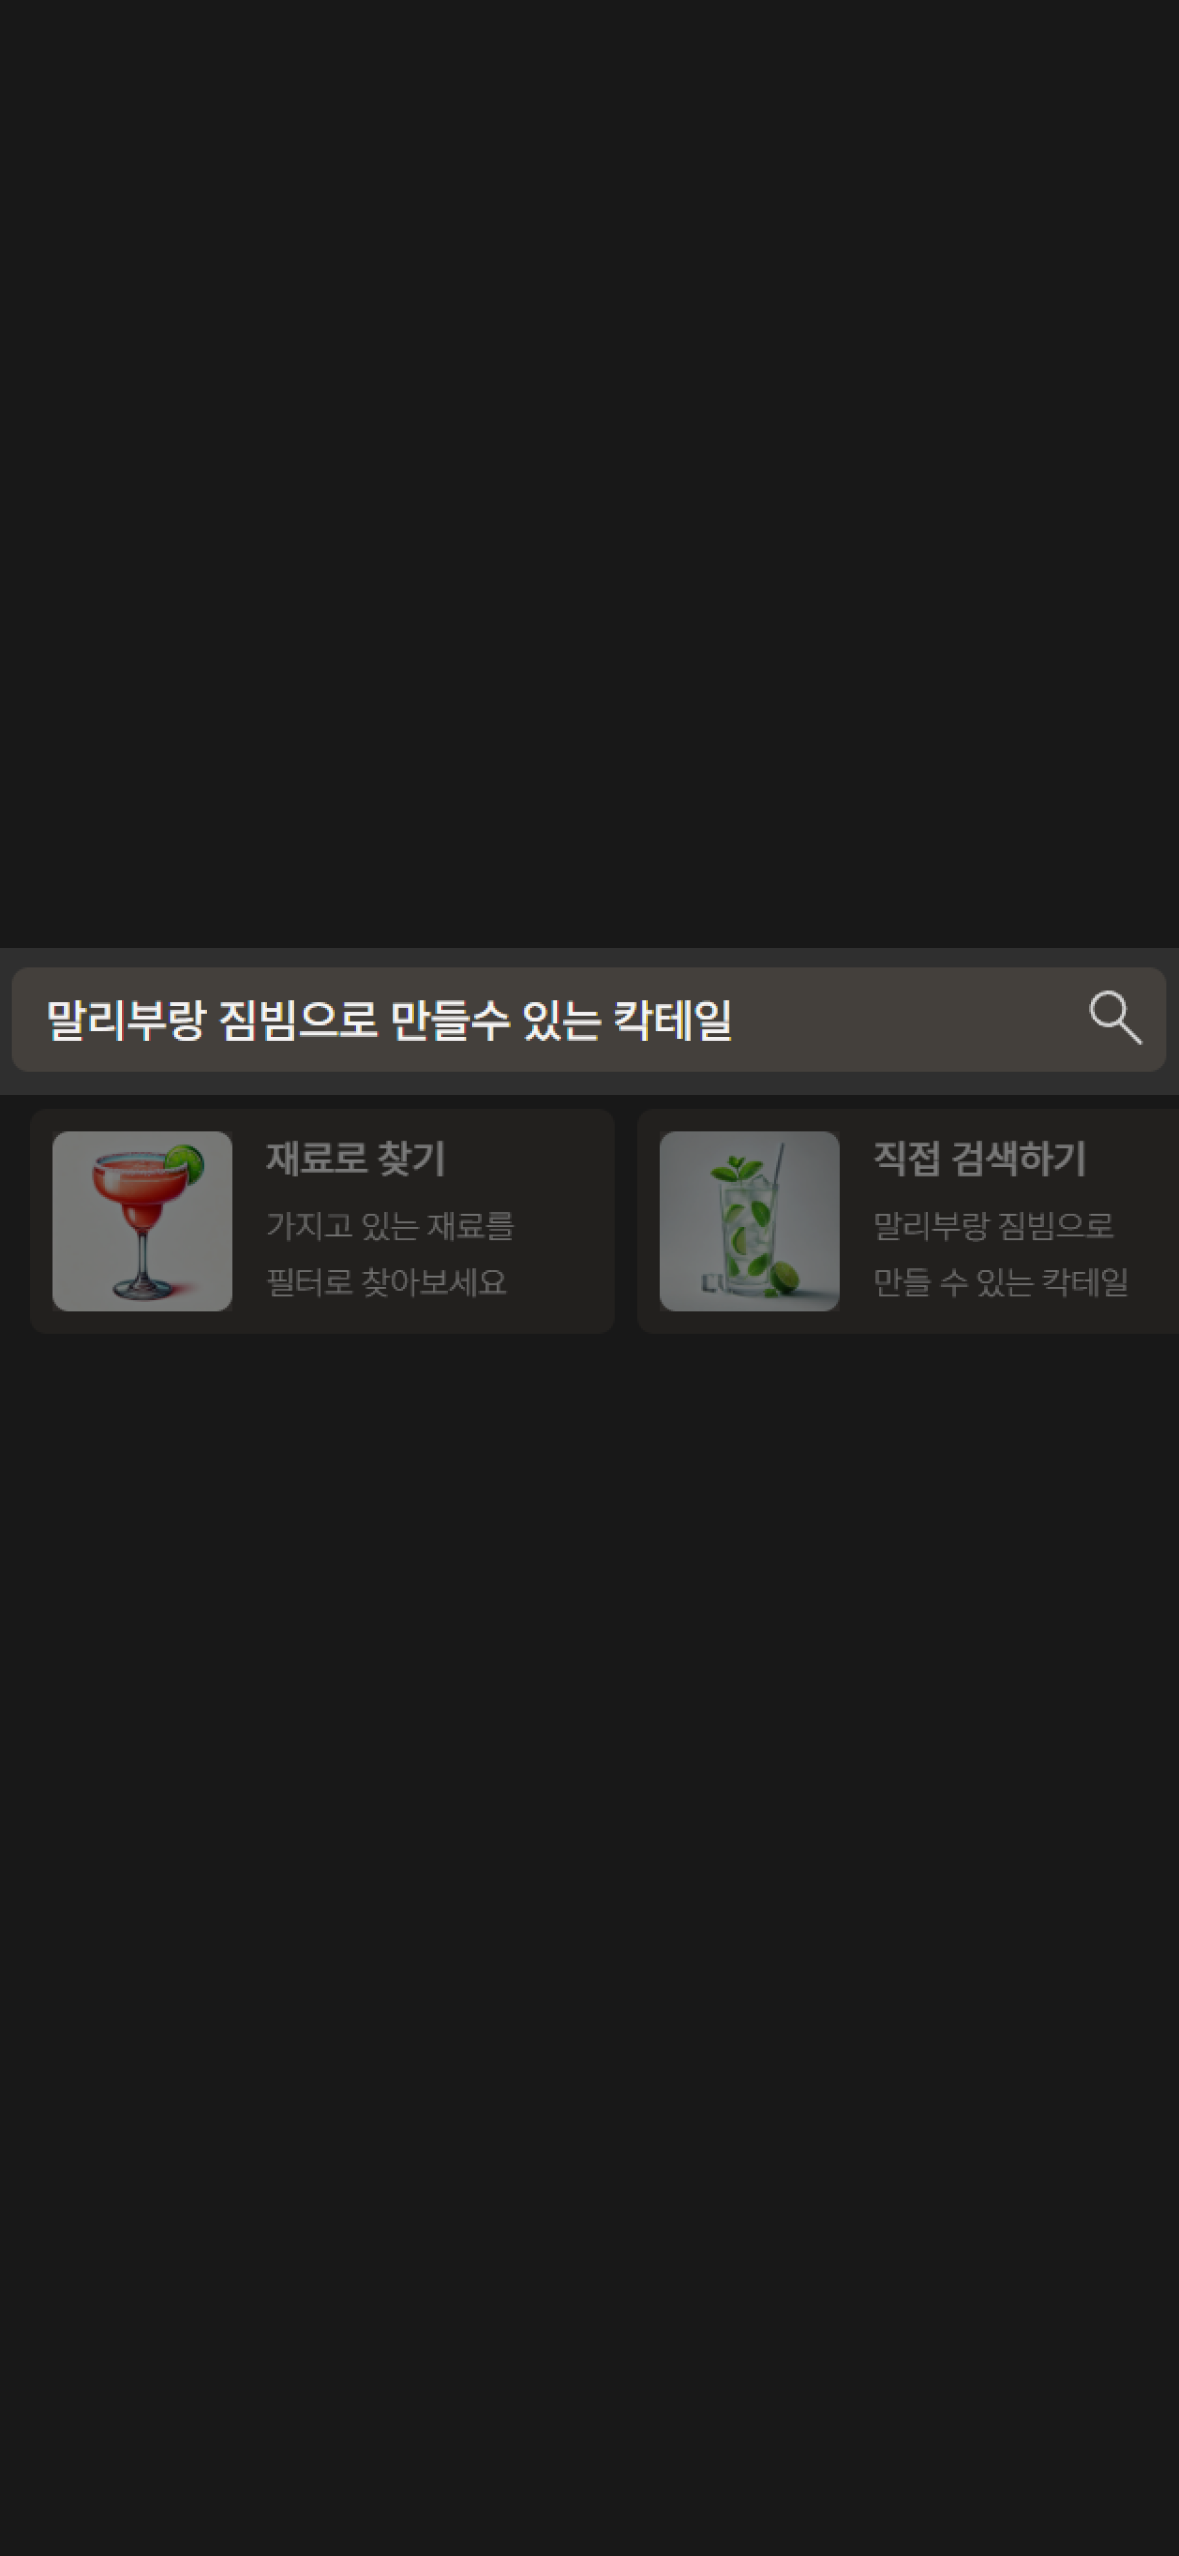 말리부랑 짐빔으로 만들수 있는 칵테일
재료로 찾기
가지고 있는 재료를
필터로 찾아보세요
직접 검색하기
말리부랑 짐빔으로
만들 수 있는 칵테일